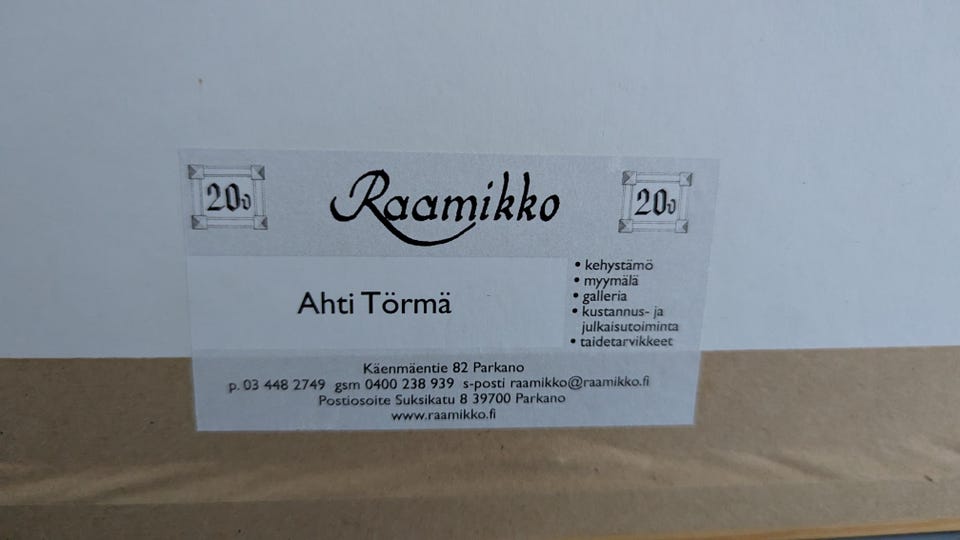 20v
Raamikko
20v
Ahti Törmä
• kehystämö
• myymälä
• galleria
• kustannus- ja
julkaisutoiminta
• taidetarvikkeet
Käenmäentie 82 Parkano
p. 03 448 2749 gsm 0400 238 939 s-posti raamikko@raamikko.fi
Postiosoite Suksikatu 8 39700 Parkano
www.raamikko.fi